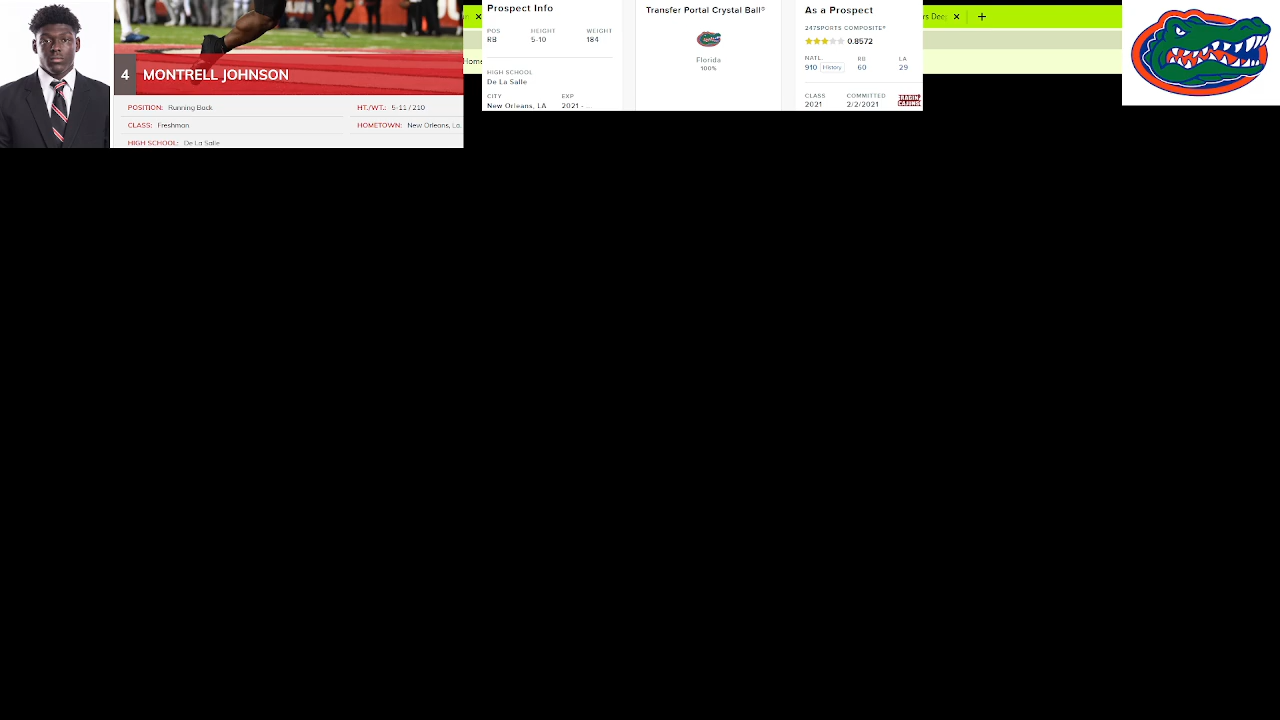 4 MONTRELL JOHNSON
POSITION: Running Back
HT./WT.: 5-11 / 210
CLASS: Freshman
HOMETOWN: New Orleans, La.
HIGH SCHOOL: De La Salle
Home
Prospect Info
POS HEIGHT WEIGHT
RB 5-10 184
HIGH SCHOOL
De La Salle
CITY EXP
New Orleans, LA 2021 - ...
Transfer Portal Crystal Ball®
Florida
100%
As a Prospect
247SPORTS COMPOSITE®
0.8572
NATL. RB LA
910 History 60 29
CLASS COMMITTED
2021 2/2/2021
RAGIN CAJUNS